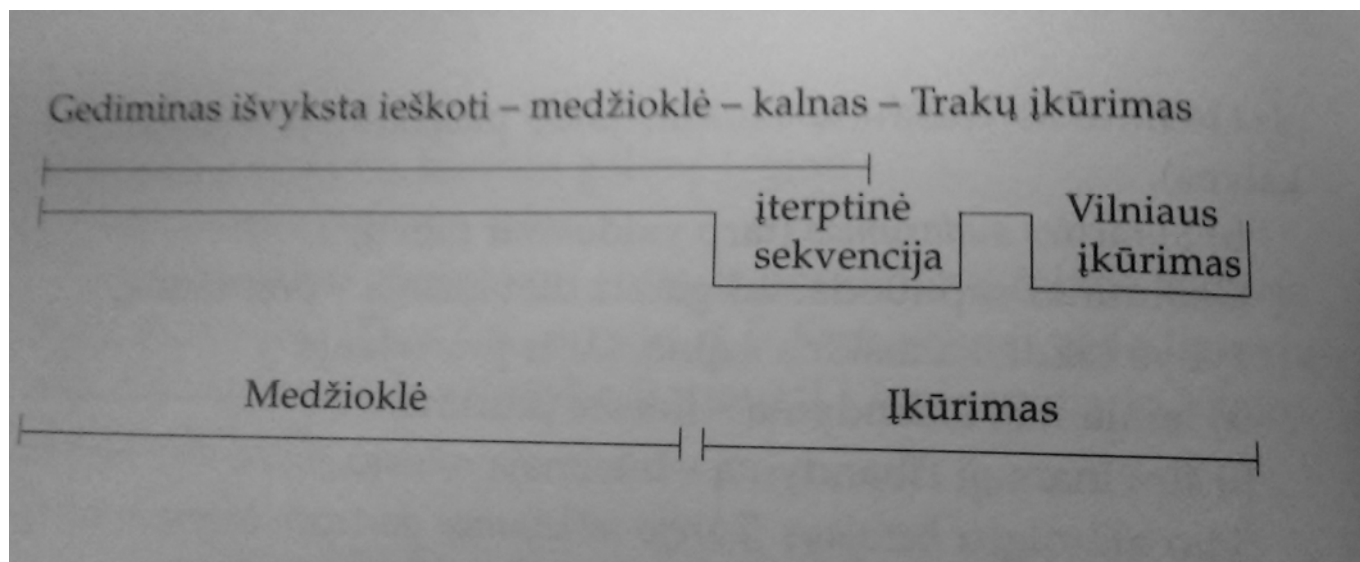 Gediminas išvyksta ieškoti – medžioklė – kalnas – Trakų įkūrimas
įterptinė
sekvencija
Vilniaus
įkūrimas
Medžioklė
Įkūrimas